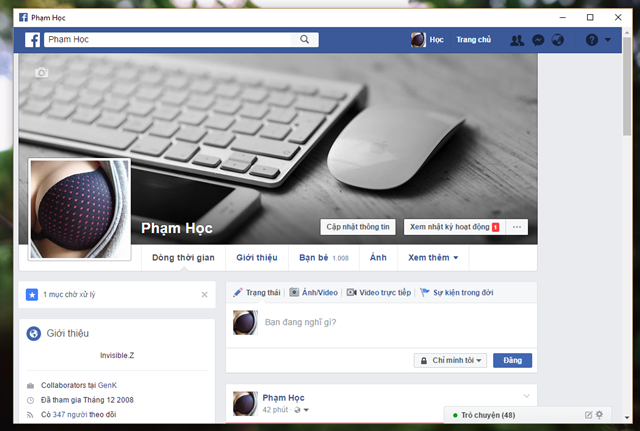 Phạm Học
Phạm Học
Học
Trang chủ
Phạm Học
Cập nhật thông tin
Xem nhật ký hoạt động 1
Dòng thời gian
Giới thiệu
Bạn bè 1.008
Ảnh
Xem thêm
1 mục chờ xử lý
Trạng thái
Ảnh/Video
Video trực tiếp
Sự kiện trong đời
Bạn đang nghĩ gì?
Chỉ mình tôi
Đăng
Giới thiệu
Invisible.Z
Collaborators tại GenK
Đã tham gia Tháng 12 2008
Có 347 người theo dõi
Phạm Học
42 phút
Trò chuyện (48)